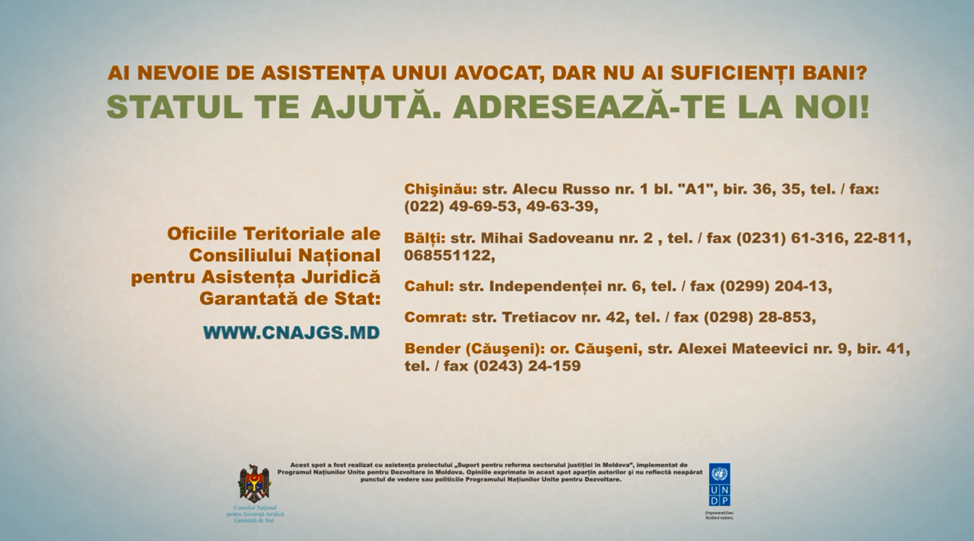 AI NEVOIE DE ASISTENȚA UNUI AVOCAT, DAR NU AI SUFICIENȚI BANI?
STATUL TE AJUTĂ. ADRESEAZĂ-TE LA NOI!
Oficiile Teritoriale ale
Consiliului Național
pentru Asistența Juridică
Garantată de Stat:
WWW.CNAJGS.MD
Chişinău: str. Alecu Russo nr. 1 bl. "A1", bir. 36, 35, tel. / fax:
(022) 49-69-53, 49-63-39,
Bălți: str. Mihai Sadoveanu nr. 2 , tel. / fax (0231) 61-316, 22-811,
068551122,
Cahul: str. Independenței nr. 6, tel. / fax (0299) 204-13,
Comrat: str. Tretiacov nr. 42, tel. / fax (0298) 28-853,
Bender (Căuşeni): or. Căuşeni, str. Alexei Mateevici nr. 9, bir. 41,
tel. / fax (0243) 24-159
Acest spot a fost realizat cu asistența proiectului „Suport pentru reforma sectorului justiției în Moldova”, implementat de
Programul Națiunilor Unite pentru Dezvoltare în Moldova. Opiniile exprimate în acest spot aparțin autorilor şi nu reflectă neapărat
punctul de vedere sau politicile Programului Națiunilor Unite pentru Dezvoltare.
Consiliul Național
pentru Asistență Juridică
Garantată de Stat
U N
D P
Empowered lives.
Resilient nations.